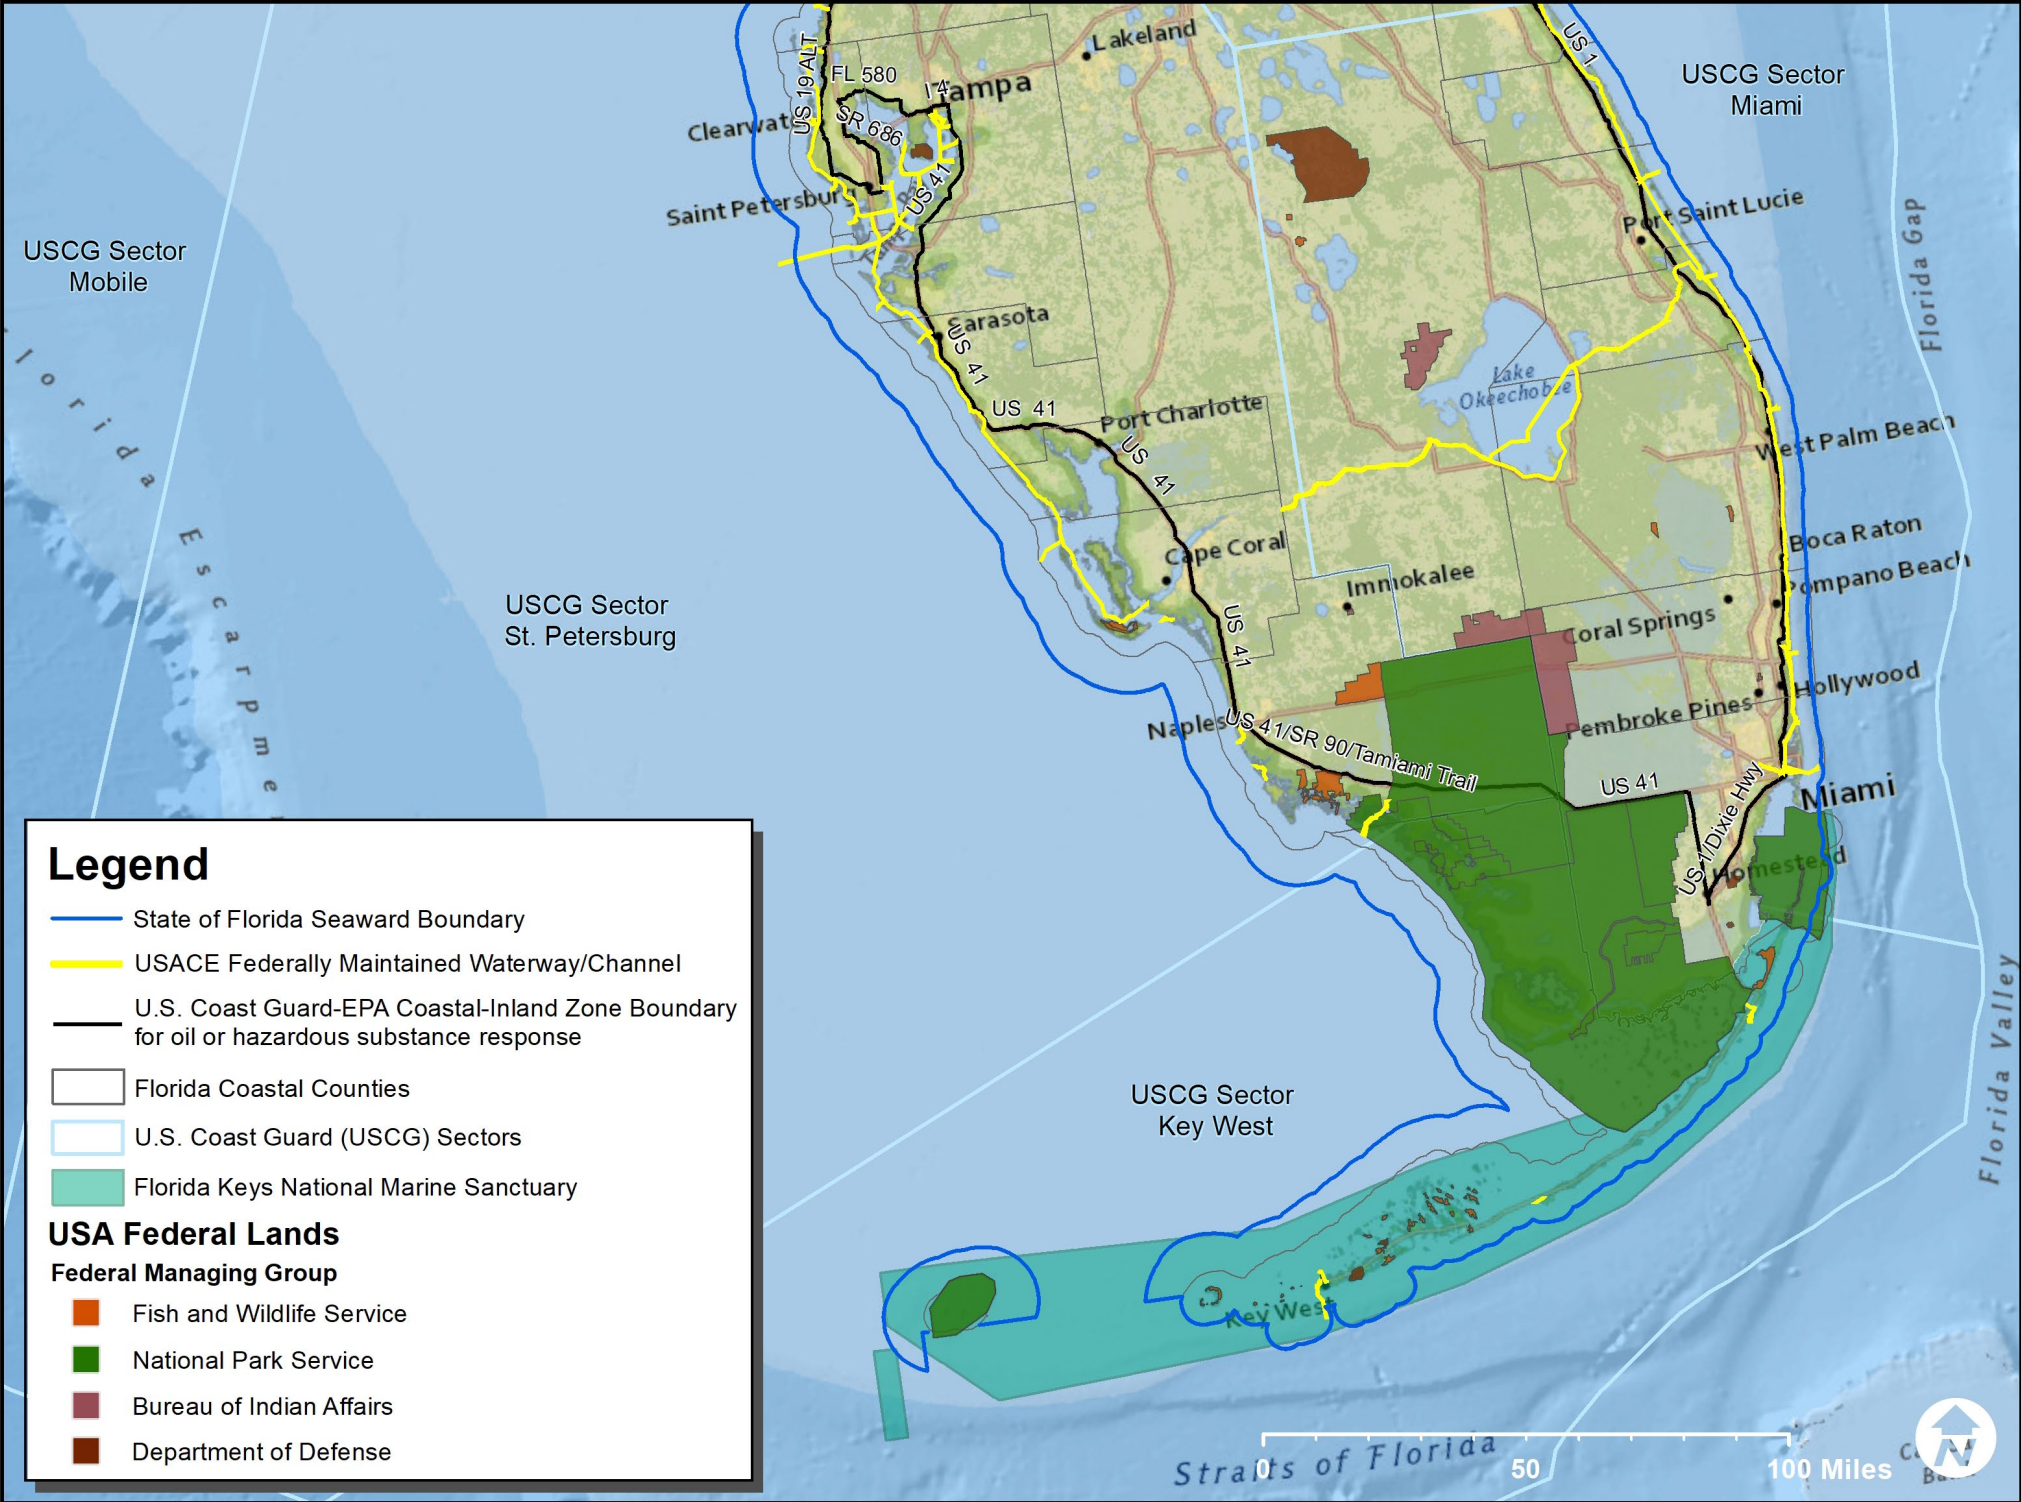 Lakeland
US 1
USCG Sector
Miami
US 19 ALT
FL 580
I 4
Tampa
Clearwat
SR 686
US 41
Saint Petersburg
Port Saint Lucie
Florida Gap
USCG Sector
Mobile
Sarasota
US 41
Lake
Okeechobee
US 41
Port Charlotte
US 41
West Palm Beach
Florida Escarpme
Boca Raton
Cape Coral
Pompano Beach
Immokalee
USCG Sector
St. Petersburg
US 41
Coral Springs
Hollywood
Pembroke Pines
Naples
US 41/SR 90/Tamiami Trail
US 41
Miami
US 1/Dixie Hwy
Homestead
Florida Valley
USCG Sector
Key West
Key West
Straits of Florida
0
50
100 Miles
N
Legend
State of Florida Seaward Boundary
USACE Federally Maintained Waterway/Channel
U.S. Coast Guard-EPA Coastal-Inland Zone Boundary
for oil or hazardous substance response
Florida Coastal Counties
U.S. Coast Guard (USCG) Sectors
Florida Keys National Marine Sanctuary
USA Federal Lands
Federal Managing Group
Fish and Wildlife Service
National Park Service
Bureau of Indian Affairs
Department of Defense